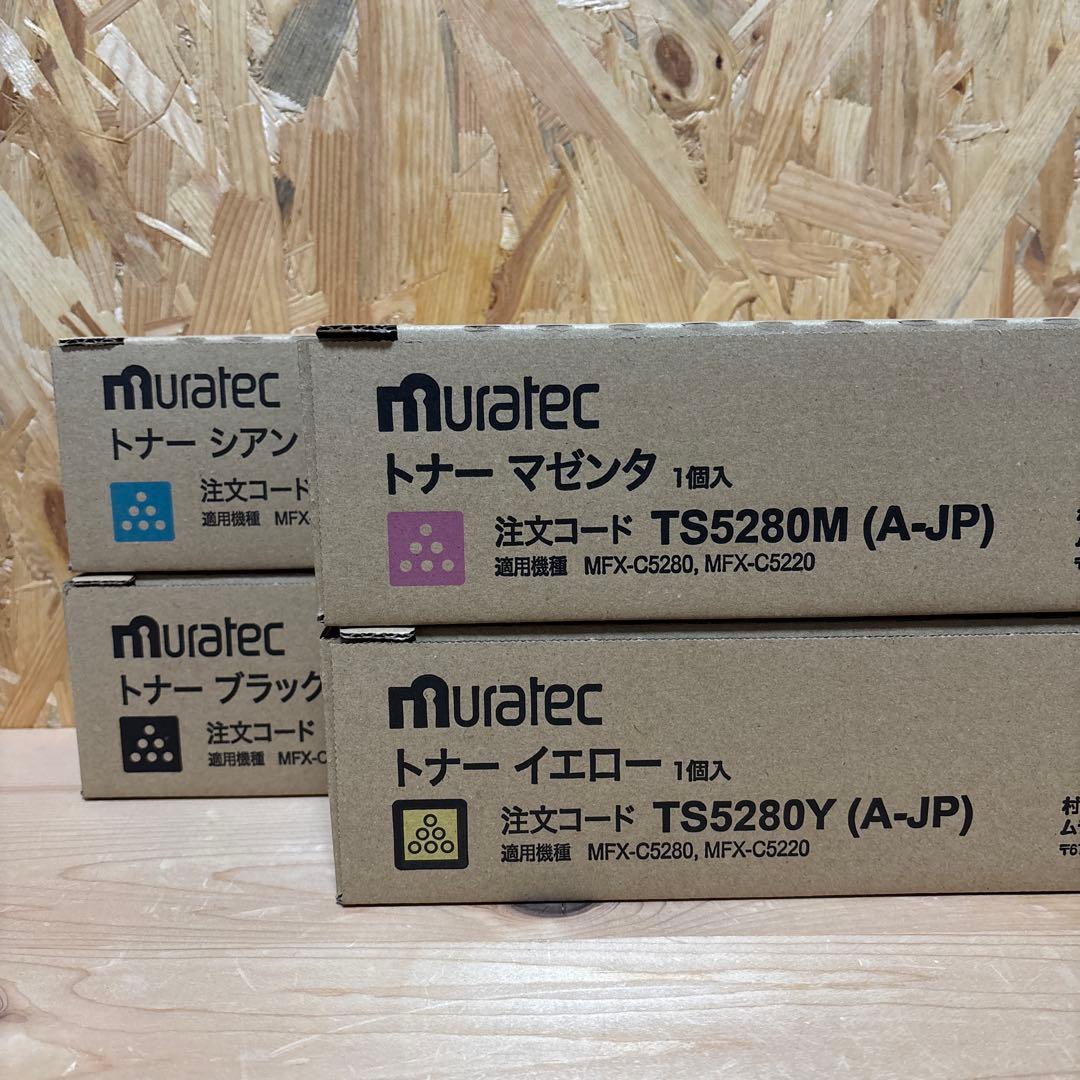 muratec
トナー シアン
注文コード
適用機種 MFX-
muratec
トナー マゼンタ 1個入
注文コード TS5280M (A-JP)
適用機種 MFX-C5280, MFX-C5220
muratec
トナー ブラック
注文コード
適用機種 MFX-C
muratec
トナー イエロー 1個入
注文コード TS5280Y (A-JP)
適用機種 MFX-C5280, MFX-C5220
村
ム
〒67